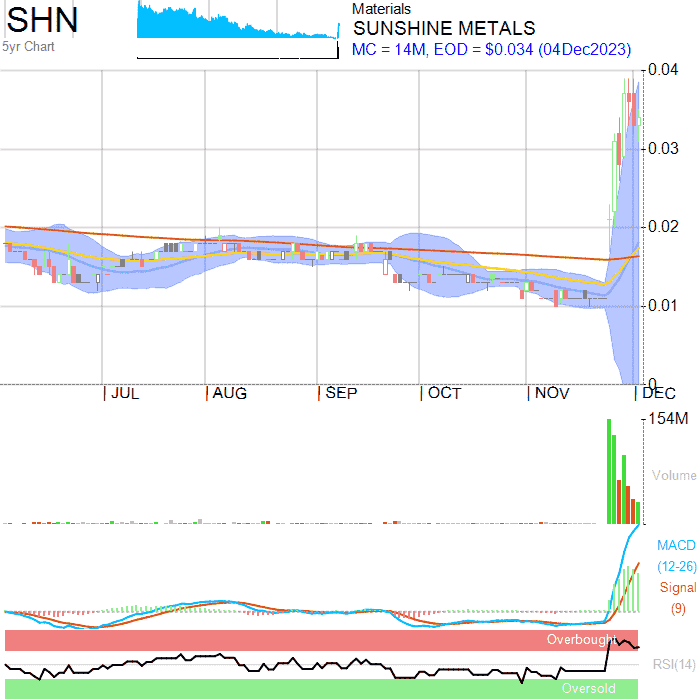 SHN
5yr Chart
Materials
SUNSHINE METALS
MC = 14M, EOD = $0.034 (04Dec2023)
0.04
0.03
0.02
0.01
0
JUL AUG SEP OCT NOV DEC
154M
Volume
MACD
(12-26)
Signal
(9)
Overbought
RSI(14)
Oversold